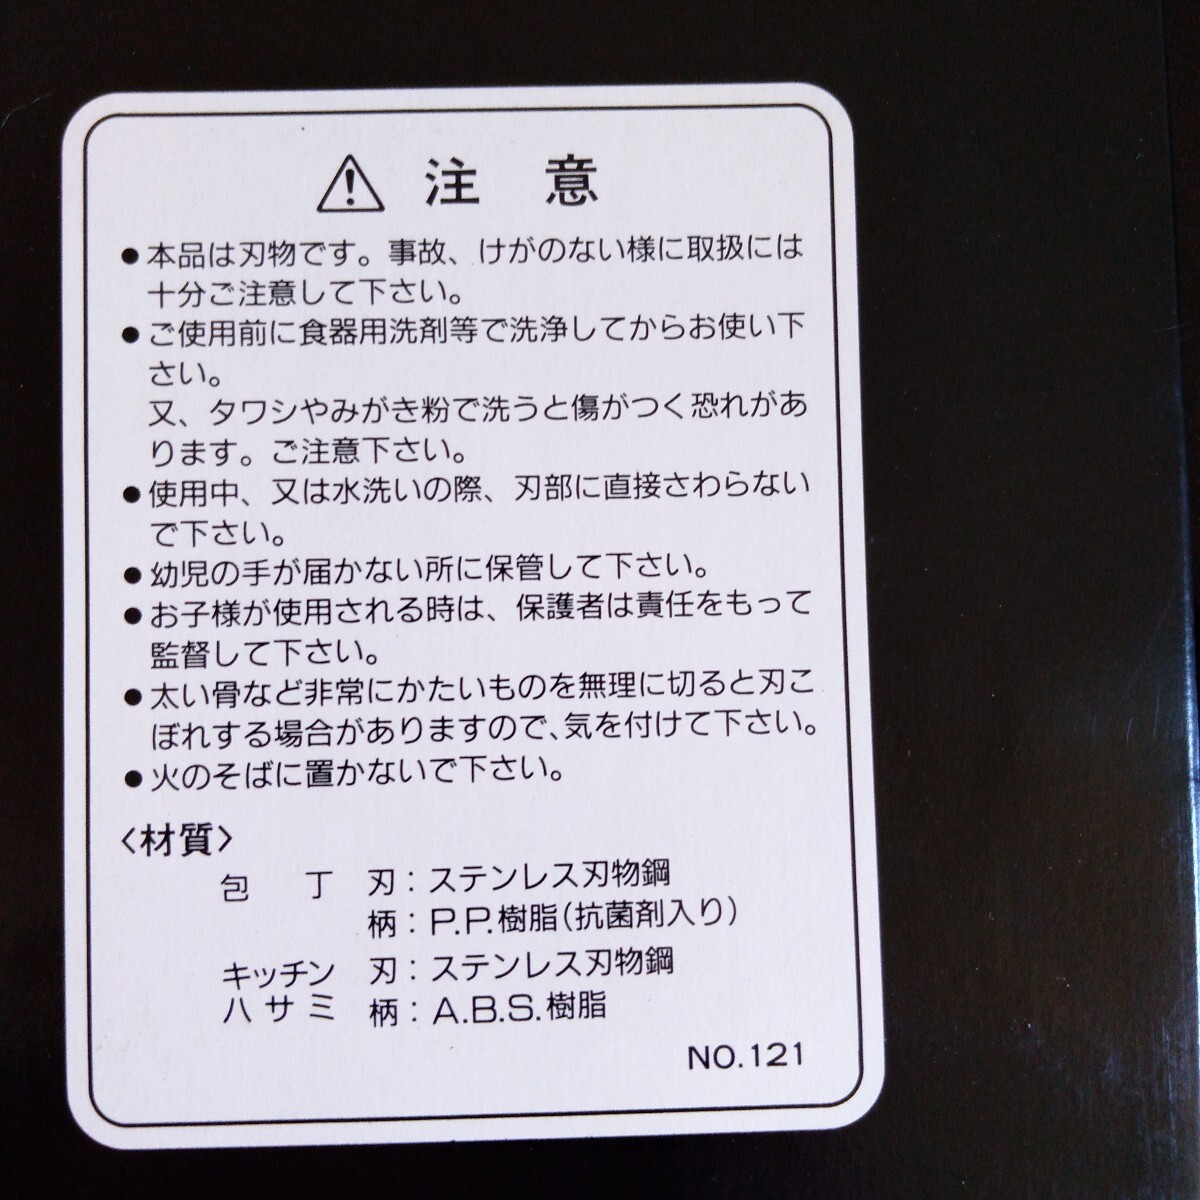 ⚠ 注意
●本品は刃物です。事故、けがのない様に取扱には
十分ご注意して下さい。
●ご使用前に食器用洗剤等で洗浄してからお使い下
さい。
又、タワシやみがき粉で洗うと傷がつく恐れがあ
ります。ご注意下さい。
●使用中、又は水洗いの際、刃部に直接さわらない
で下さい。
●幼児の手が届かない所に保管して下さい。
●お子様が使用される時は、保護者は責任をもって
監督して下さい。
●太い骨など非常にかたいものを無理に切ると刃こ
ぼれする場合がありますので、気を付けて下さい。
●火のそばに置かないで下さい。
〈材質〉
包丁 刃：ステンレス刃物鋼
柄：P.P.樹脂(抗菌剤入り)
キッチン 刃：ステンレス刃物鋼
ハサミ 柄：A.B.S.樹脂
NO.121